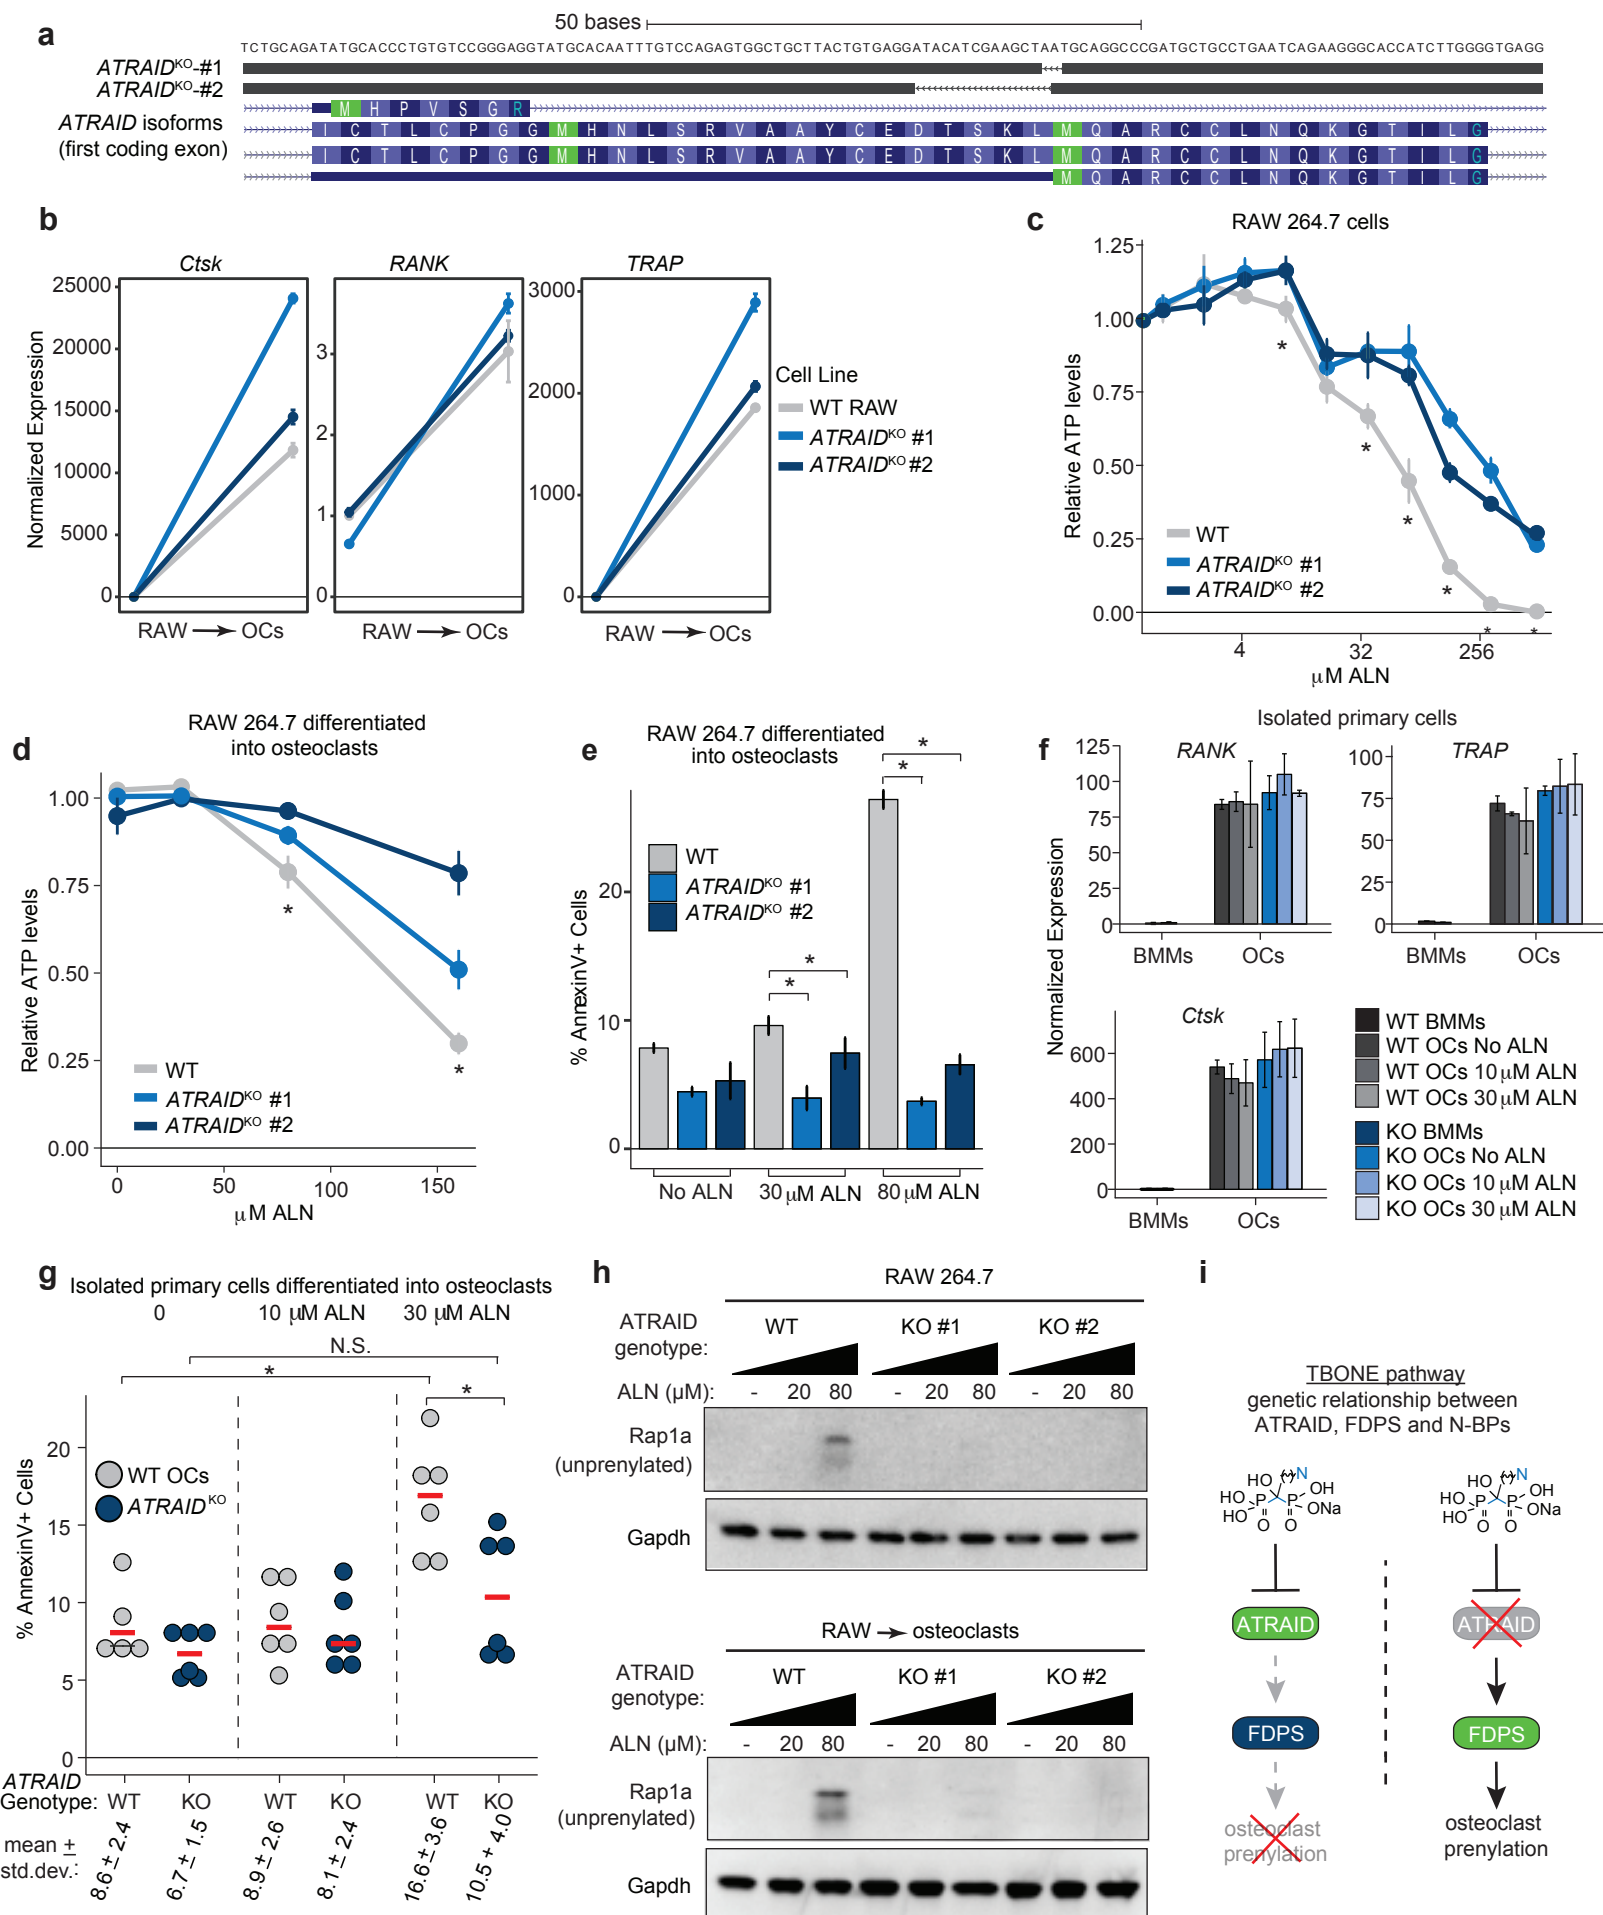 a
50 bases
TCTGCAGATATGCACCCTGTGTCCGGGAGGTATGCACAATTTGTCCAGAGTGGCTGCTTACTGTGAGGATACATCGAAGCTAATGCAGGCCCGATGCTGCCTGAATCAGAAGGGCACCATCTTGGGGTGAGG
ATRAIDKO-#1
ATRAIDKO-#2
M H P V S G R
ATRAID isoforms
(first coding exon)
I C T L C P G G M H N L S R V A A Y C E D T S K L M Q A R C C L N Q K G T I L G
I C T L C P G G M H N L S R V A A Y C E D T S K L M Q A R C C L N Q K G T I L G
M Q A R C C L N Q K G T I L G
b
Ctsk RANK TRAP
Normalized Expression
25000
20000
15000
10000
5000
0
3
2
1
0
3000
2000
1000
0
RAW OCs RAW OCs RAW OCs
Cell Line
WT RAW
ATRAIDKO #1
ATRAIDKO #2
c
RAW 264.7 cells
Relative ATP levels
1.25
1.00
0.75
0.50
0.25
0.00
* * * * * *
WT
ATRAIDKO #1
ATRAIDKO #2
4 32 256
µM ALN
d
RAW 264.7 differentiated
into osteoclasts
Relative ATP levels
1.00
0.75
0.50
0.25
0.00
* *
WT
ATRAIDKO #1
ATRAIDKO #2
0 50 100 150
µM ALN
e
RAW 264.7 differentiated
into osteoclasts
% AnnexinV+ Cells
20
10
0
WT
ATRAIDKO #1
ATRAIDKO #2
* * * *
No ALN 30 µM ALN 80 µM ALN
f
Isolated primary cells
Normalized Expression
RANK
125
100
75
50
25
0
BMMs OCs
TRAP
100
75
50
25
0
BMMs OCs
Ctsk
600
400
200
0
BMMs OCs
WT BMMs
WT OCs No ALN
WT OCs 10 µM ALN
WT OCs 30 µM ALN
KO BMMs
KO OCs No ALN
KO OCs 10 µM ALN
KO OCs 30 µM ALN
g
Isolated primary cells differentiated into osteoclasts
0 10 µM ALN 30 µM ALN
N.S.
*
*
% AnnexinV+ Cells
20
15
10
5
0
WT OCs
ATRAIDKO
ATRAID
Genotype: WT KO WT KO WT KO
mean ±
std.dev.: 8.6 ± 2.4 6.7 ± 1.5 8.9 ± 2.6 8.1 ± 2.4 16.6 ± 3.6 10.5 ± 4.0
h
RAW 264.7
ATRAID
genotype: WT KO #1 KO #2
ALN (µM): - 20 80 - 20 80 - 20 80
Rap1a
(unprenylated)
Gapdh
RAW osteoclasts
ATRAID
genotype: WT KO #1 KO #2
ALN (µM): - 20 80 - 20 80 - 20 80
Rap1a
(unprenylated)
Gapdh
i
TBONE pathway
genetic relationship between
ATRAID, FDPS and N-BPs
N N
HO OH HO OH
HO P P ONa HO P P ONa
HO O O HO O O
ATRAID ATRAID
FDPS FDPS
osteoclast osteoclast
prenylation prenylation